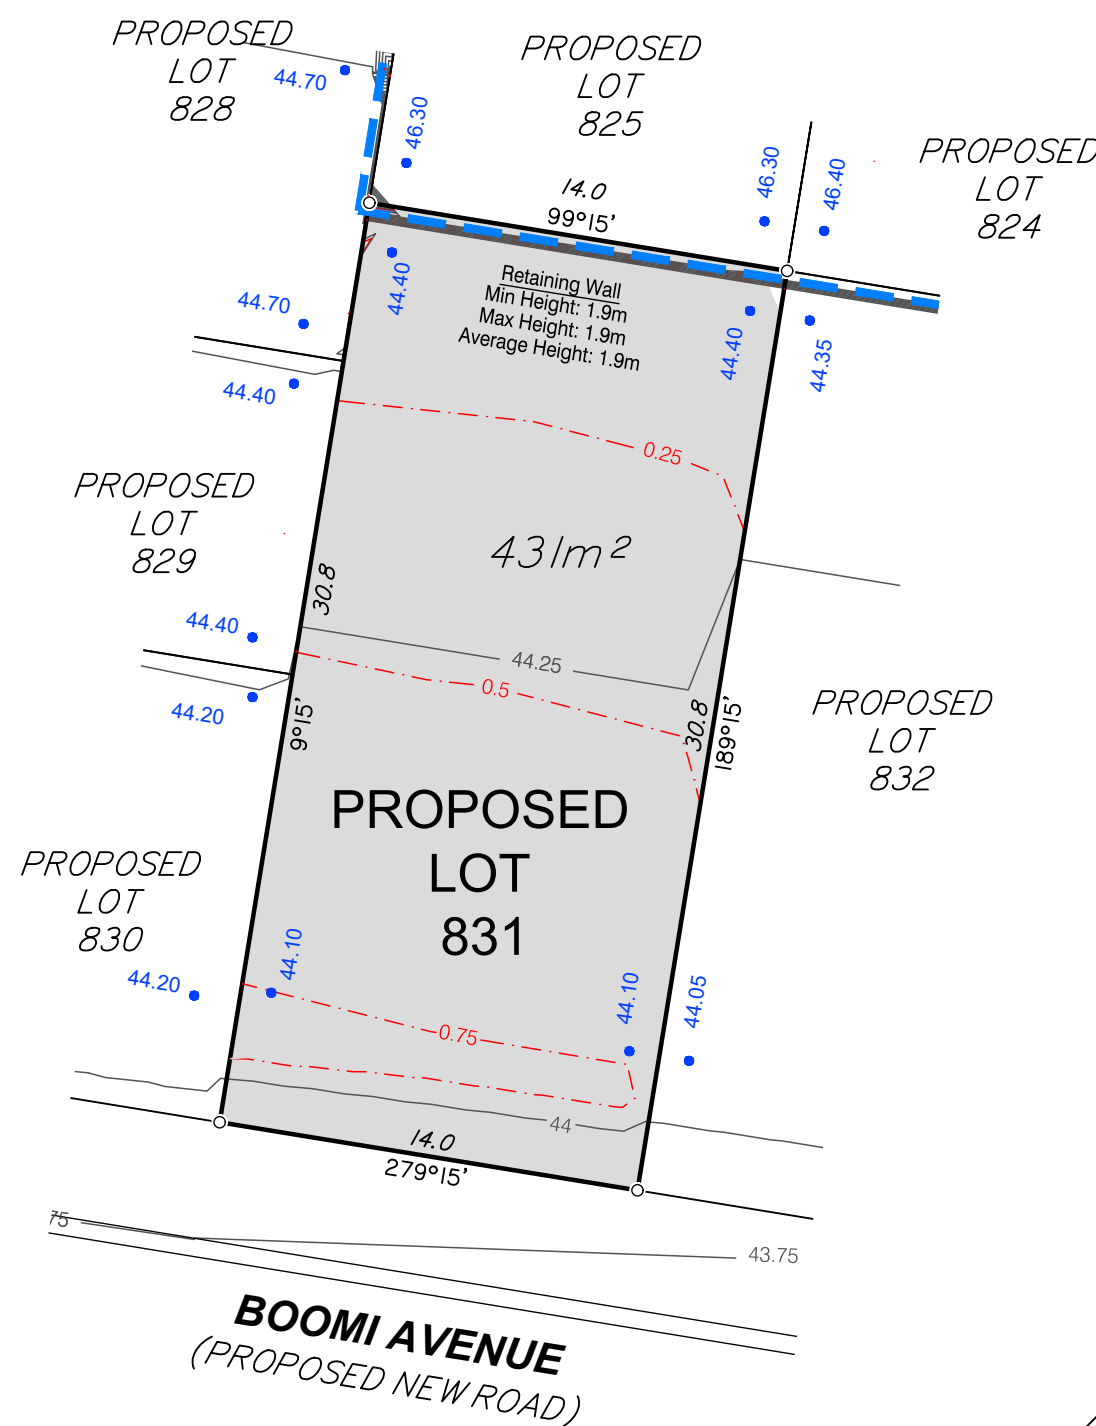 PROPOSED
LOT
828
44.70
46.30
PROPOSED
LOT
825
46.30
46.40
PROPOSED
LOT
824
14.0
99°15'
44.40
Retaining Wall
Min Height: 1.9m
Max Height: 1.9m
Average Height: 1.9m
44.40
44.35
44.70
44.40
0.25
PROPOSED
LOT
829
431m²
30.8
44.40
44.25
0.5
44.20
9°15'
30.8
189°15'
PROPOSED
LOT
832
PROPOSED
LOT
831
PROPOSED
LOT
830
44.20
44.10
44.10
44.05
0.75
44
14.0
279°15'
75
43.75
BOOMI AVENUE
(PROPOSED NEW ROAD)